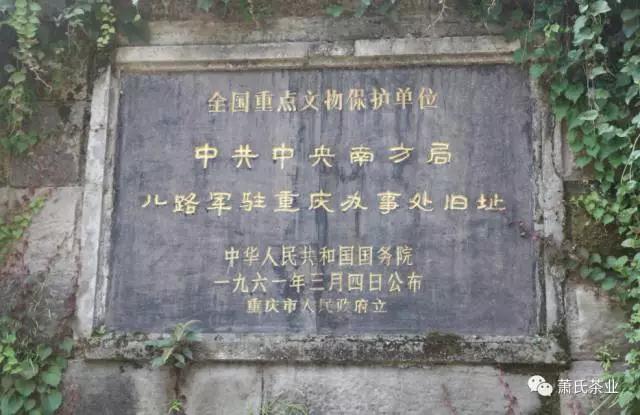 全国重点文物保护单位
中共中央南方局
八路军驻重庆办事处旧址
中华人民共和国国务院
一九六一年三月四日公布
重庆市人民政府立
萧氏茶业